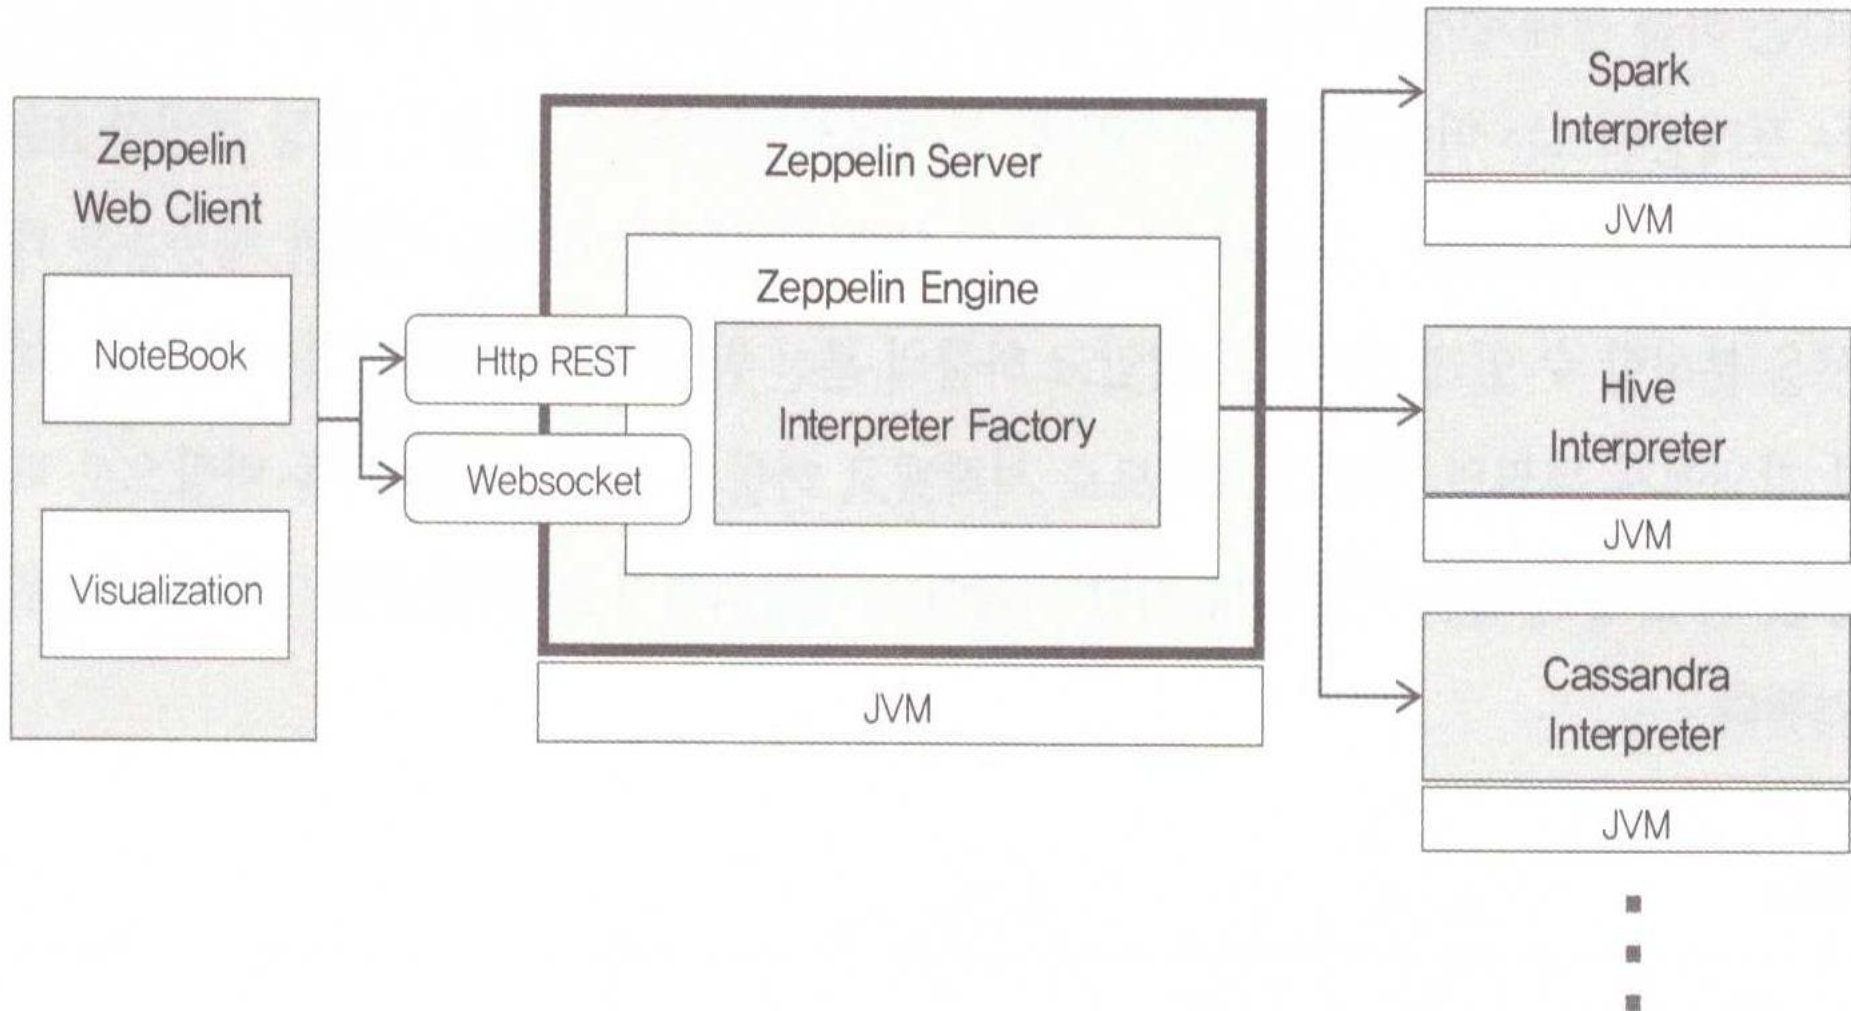 Zeppelin
Web Client
NoteBook
Visualization
Http REST
Websocket
Zeppelin Server
Zeppelin Engine
Interpreter Factory
JVM
Spark
Interpreter
JVM
Hive
Interpreter
JVM
Cassandra
Interpreter
JVM